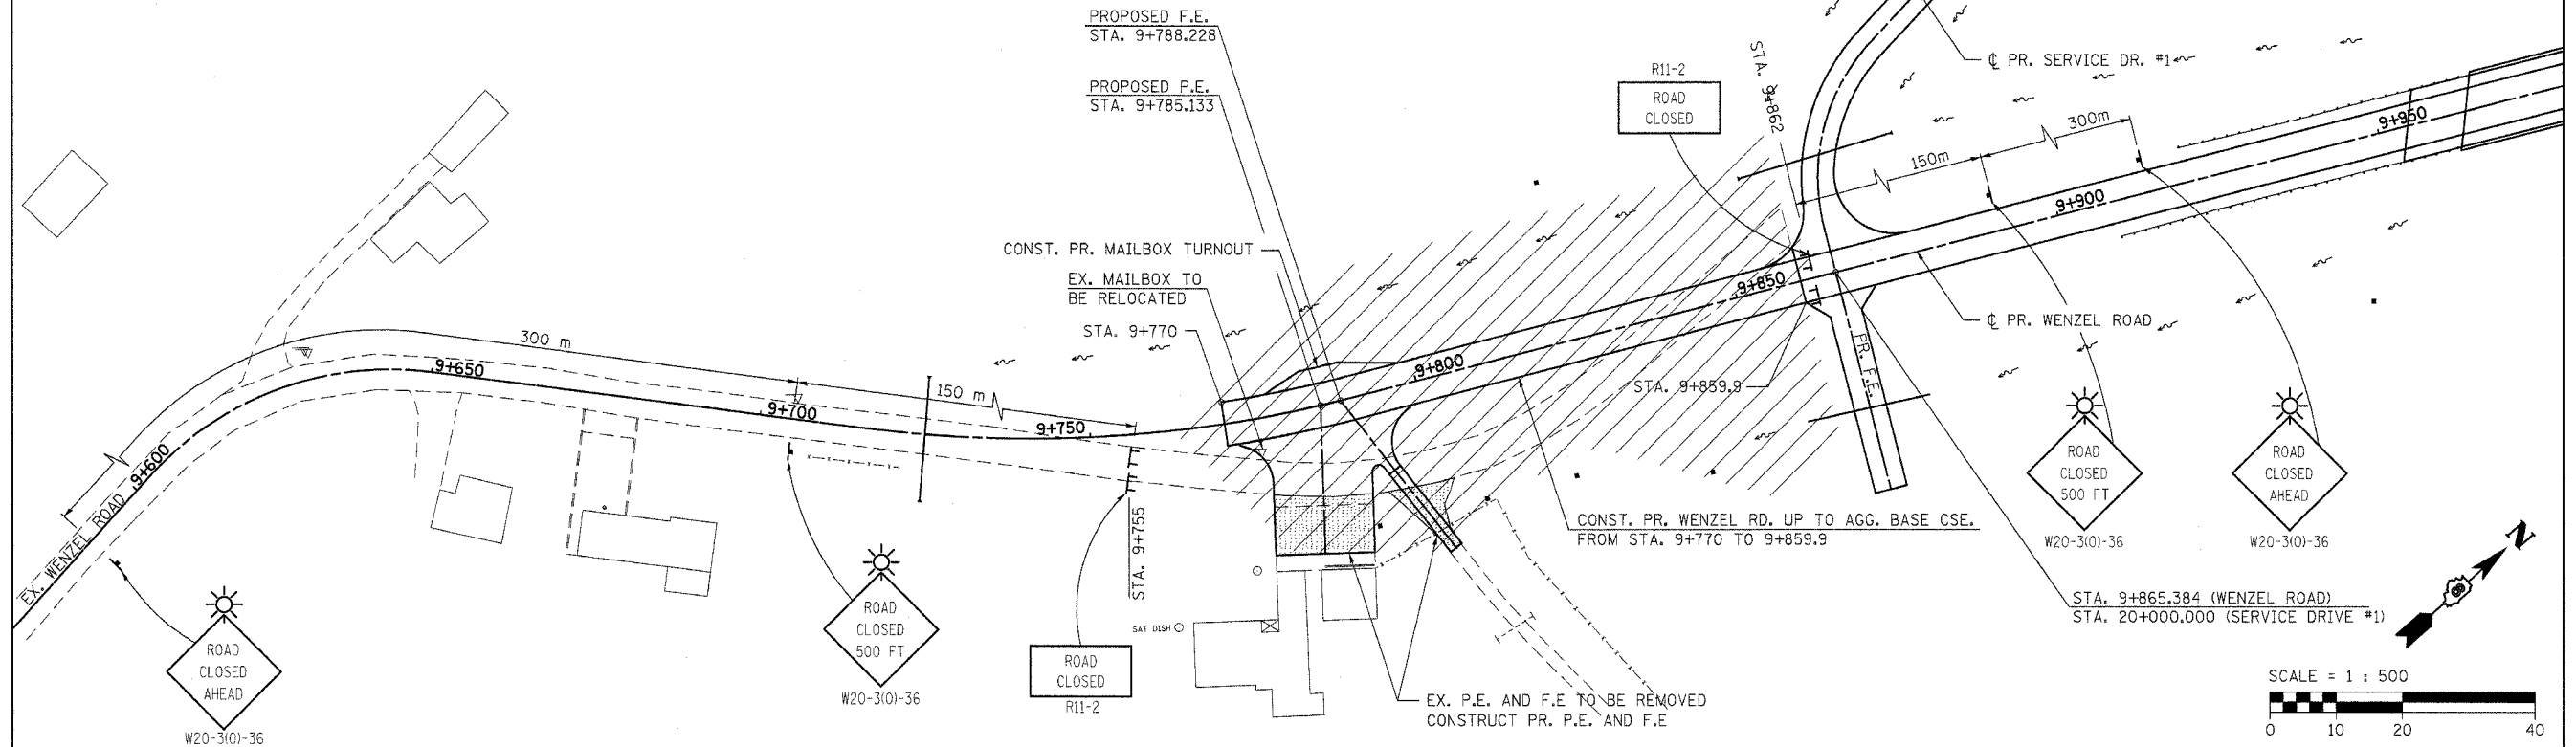 PROPOSED F.E.
STA. 9+788.228
PROPOSED P.E.
STA. 9+785.133
CONST. PR. MAILBOX TURNOUT
EX. MAILBOX TO
BE RELOCATED
STA. 9+770
R11-2
ROAD
CLOSED
STA. 9+862
℄ PR. SERVICE DR. #1
300m
150m
9+950
9+900
9+850
9+800
℄ PR. WENZEL ROAD
PR. F.E.
STA. 9+859.9
300 m
9+650
9+700
150 m
9+750
9+600
EX. WENZEL ROAD
STA. 9+755
ROAD
CLOSED
AHEAD
W20-3(O)-36
ROAD
CLOSED
500 FT
W20-3(O)-36
ROAD
CLOSED
R11-2
SAT DISH
EX. P.E. AND F.E TO BE REMOVED
CONSTRUCT PR. P.E. AND F.E
CONST. PR. WENZEL RD. UP TO AGG. BASE CSE.
FROM STA. 9+770 TO 9+859.9
ROAD
CLOSED
500 FT
W20-3(O)-36
ROAD
CLOSED
AHEAD
W20-3(O)-36
STA. 9+865.384 (WENZEL ROAD)
STA. 20+000.000 (SERVICE DRIVE #1)
N
SCALE = 1 : 500
0 10 20 40